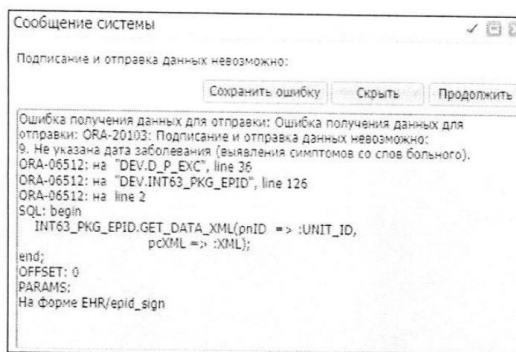 Сообщение системы
Подписание и отправка данных невозможно:
Сохранить ошибку
Скрыть
Продолжить
Ошибка получения данных для отправки: Ошибка получения данных для
отправки: ORA-20103: Подписание и отправка данных невозможно:
9. Не указана дата заболевания (выявления симптомов со слов больного).
ORA-06512: на "DEV.D_P_EXC", line 36
ORA-06512: на "DEV.INT63_PKG_EPID", line 126
ORA-06512: на line 2
SQL: begin
INT63_PKG_EPID.GET_DATA_XML(pnID => :UNIT_ID,
pcXML => :XML);
end;
OFFSET: 0
PARAMS:
На форме EHR/epid_sign